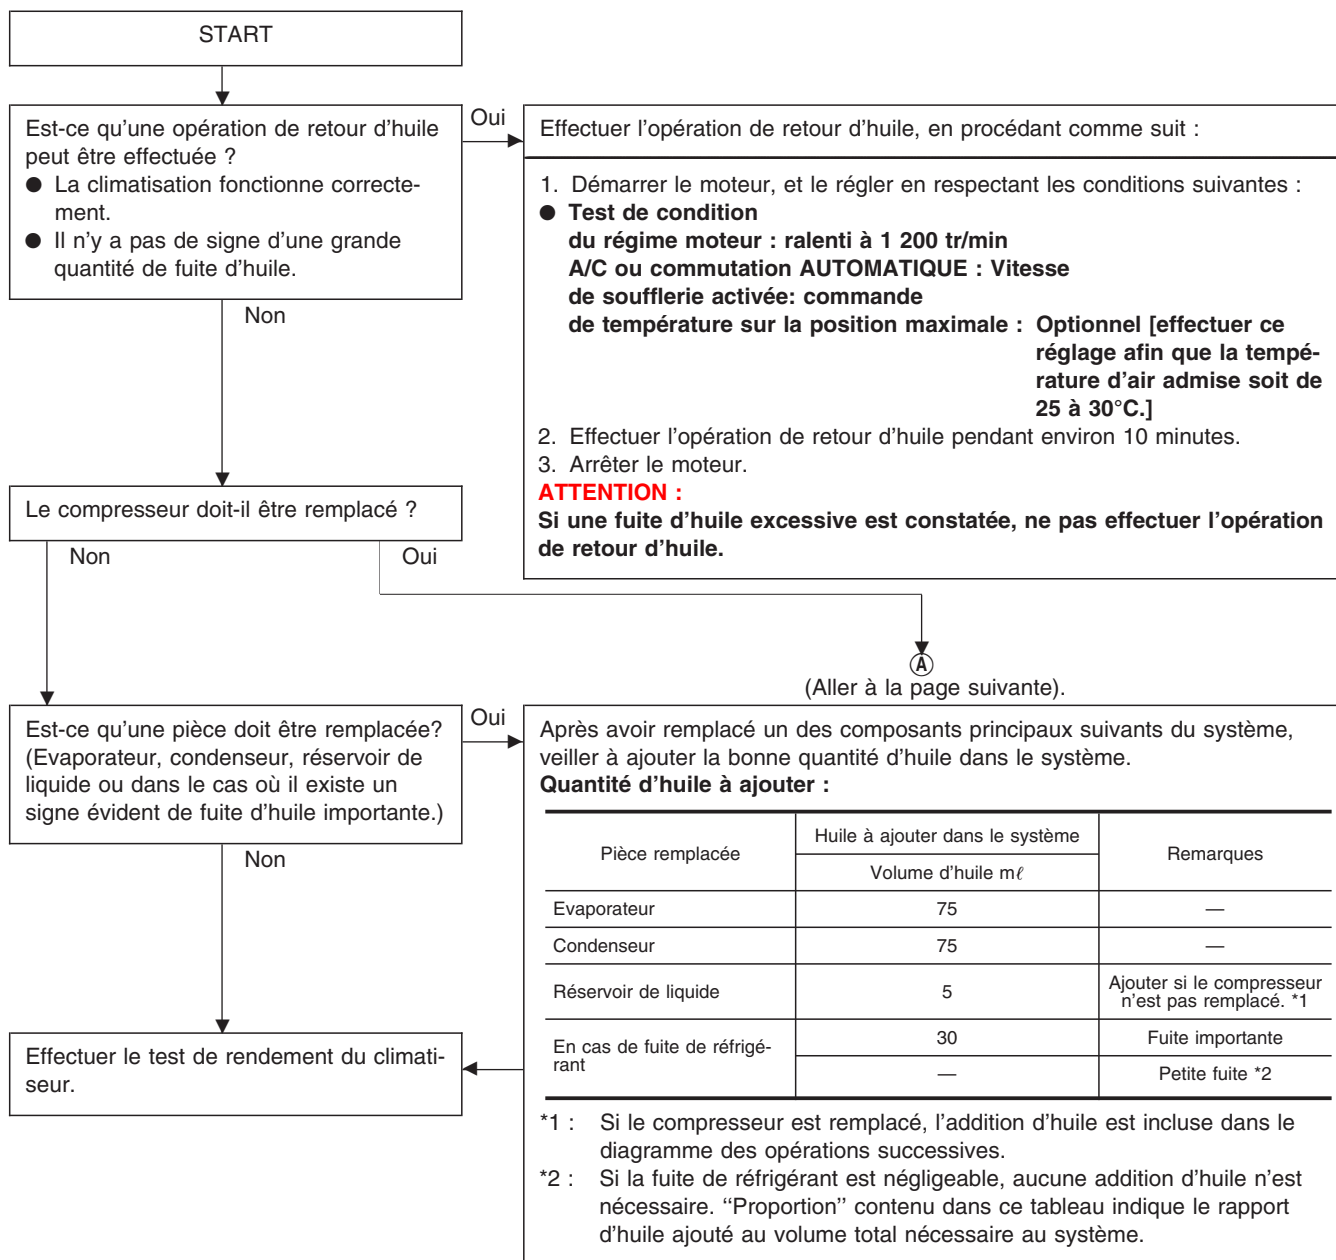 START
Est-ce qu'une opération de retour d'huile
peut être effectuée ?
● La climatisation fonctionne correcte-
ment.
● Il n'y a pas de signe d'une grande
quantité de fuite d'huile.
Oui
Non
Effectuer l'opération de retour d'huile, en procédant comme suit :
1. Démarrer le moteur, et le régler en respectant les conditions suivantes :
● Test de condition
du régime moteur : ralenti à 1 200 tr/min
A/C ou commutation AUTOMATIQUE : Vitesse
de soufflerie activée: commande
de température sur la position maximale : Optionnel [effectuer ce
réglage afin que la tempé-
rature d'air admise soit de
25 à 30°C.]
2. Effectuer l'opération de retour d'huile pendant environ 10 minutes.
3. Arrêter le moteur.
ATTENTION :
Si une fuite d'huile excessive est constatée, ne pas effectuer l'opération
de retour d'huile.
Le compresseur doit-il être remplacé ?
Non
Oui
A
(Aller à la page suivante).
Est-ce qu'une pièce doit être remplacée?
(Evaporateur, condenseur, réservoir de
liquide ou dans le cas où il existe un
signe évident de fuite d'huile importante.)
Oui
Non
Après avoir remplacé un des composants principaux suivants du système,
veiller à ajouter la bonne quantité d'huile dans le système.
Quantité d'huile à ajouter :
Pièce remplacée
Huile à ajouter dans le système
Volume d'huile mℓ
Remarques
Evaporateur 75 —
Condenseur 75 —
Réservoir de liquide 5 Ajouter si le compresseur
n'est pas remplacé. *1
En cas de fuite de réfrigé-
rant
30 Fuite importante
— Petite fuite *2
*1 : Si le compresseur est remplacé, l'addition d'huile est incluse dans le
diagramme des opérations successives.
*2 : Si la fuite de réfrigérant est négligeable, aucune addition d'huile n'est
nécessaire. ‘‘Proportion’’ contenu dans ce tableau indique le rapport
d'huile ajouté au volume total nécessaire au système.
Effectuer le test de rendement du climati-
seur.